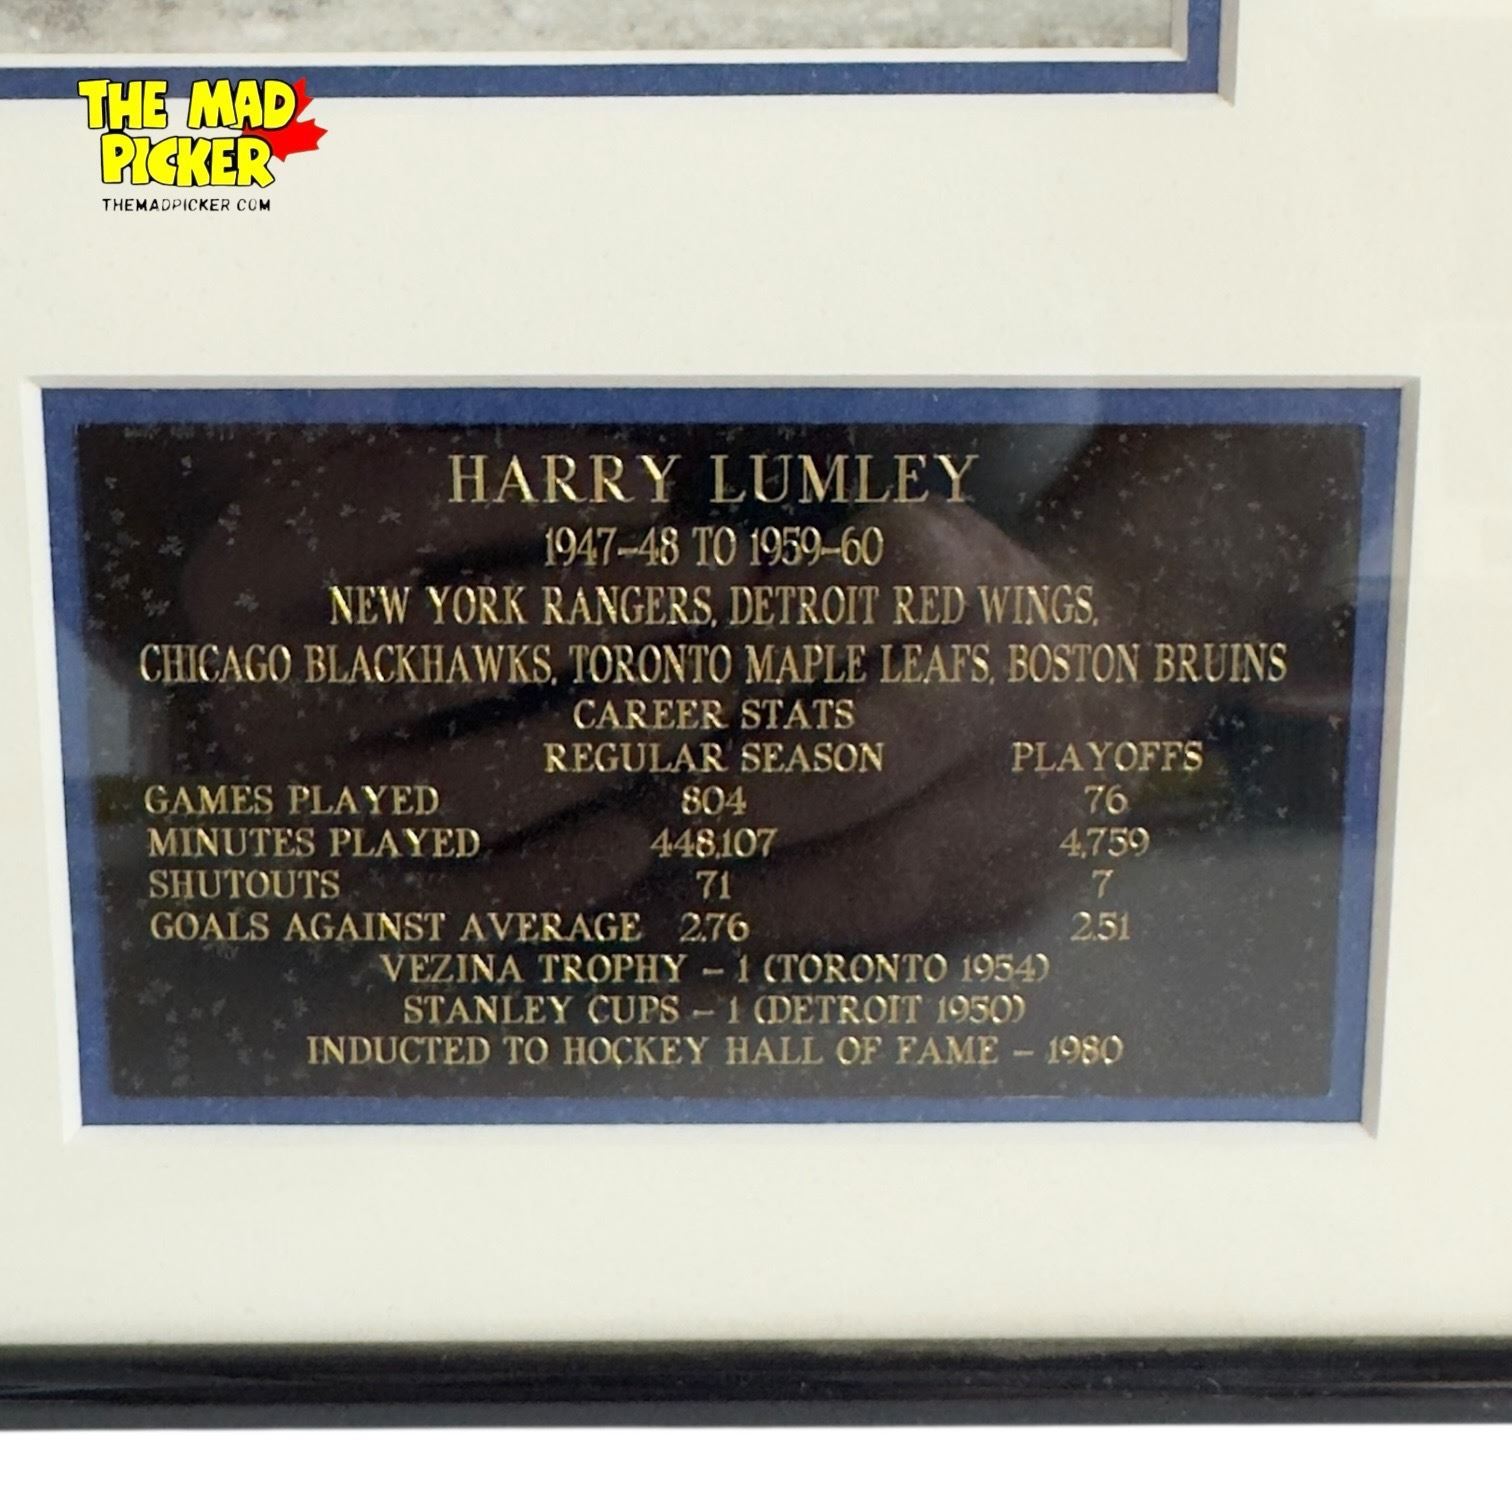 THE MAD
PICKER
THEMADPICKER.COM
HARRY LUMLEY
1947-48 TO 1959-60
NEW YORK RANGERS, DETROIT RED WINGS,
CHICAGO BLACKHAWKS, TORONTO MAPLE LEAFS, BOSTON BRUINS
CAREER STATS
REGULAR SEASON PLAYOFFS
GAMES PLAYED 804 76
MINUTES PLAYED 448,107 4,759
SHUTOUTS 71 7
GOALS AGAINST AVERAGE 2.76 2.51
VEZINA TROPHY - 1 (TORONTO 1954)
STANLEY CUPS - 1 (DETROIT 1950)
INDUCTED TO HOCKEY HALL OF FAME - 1980